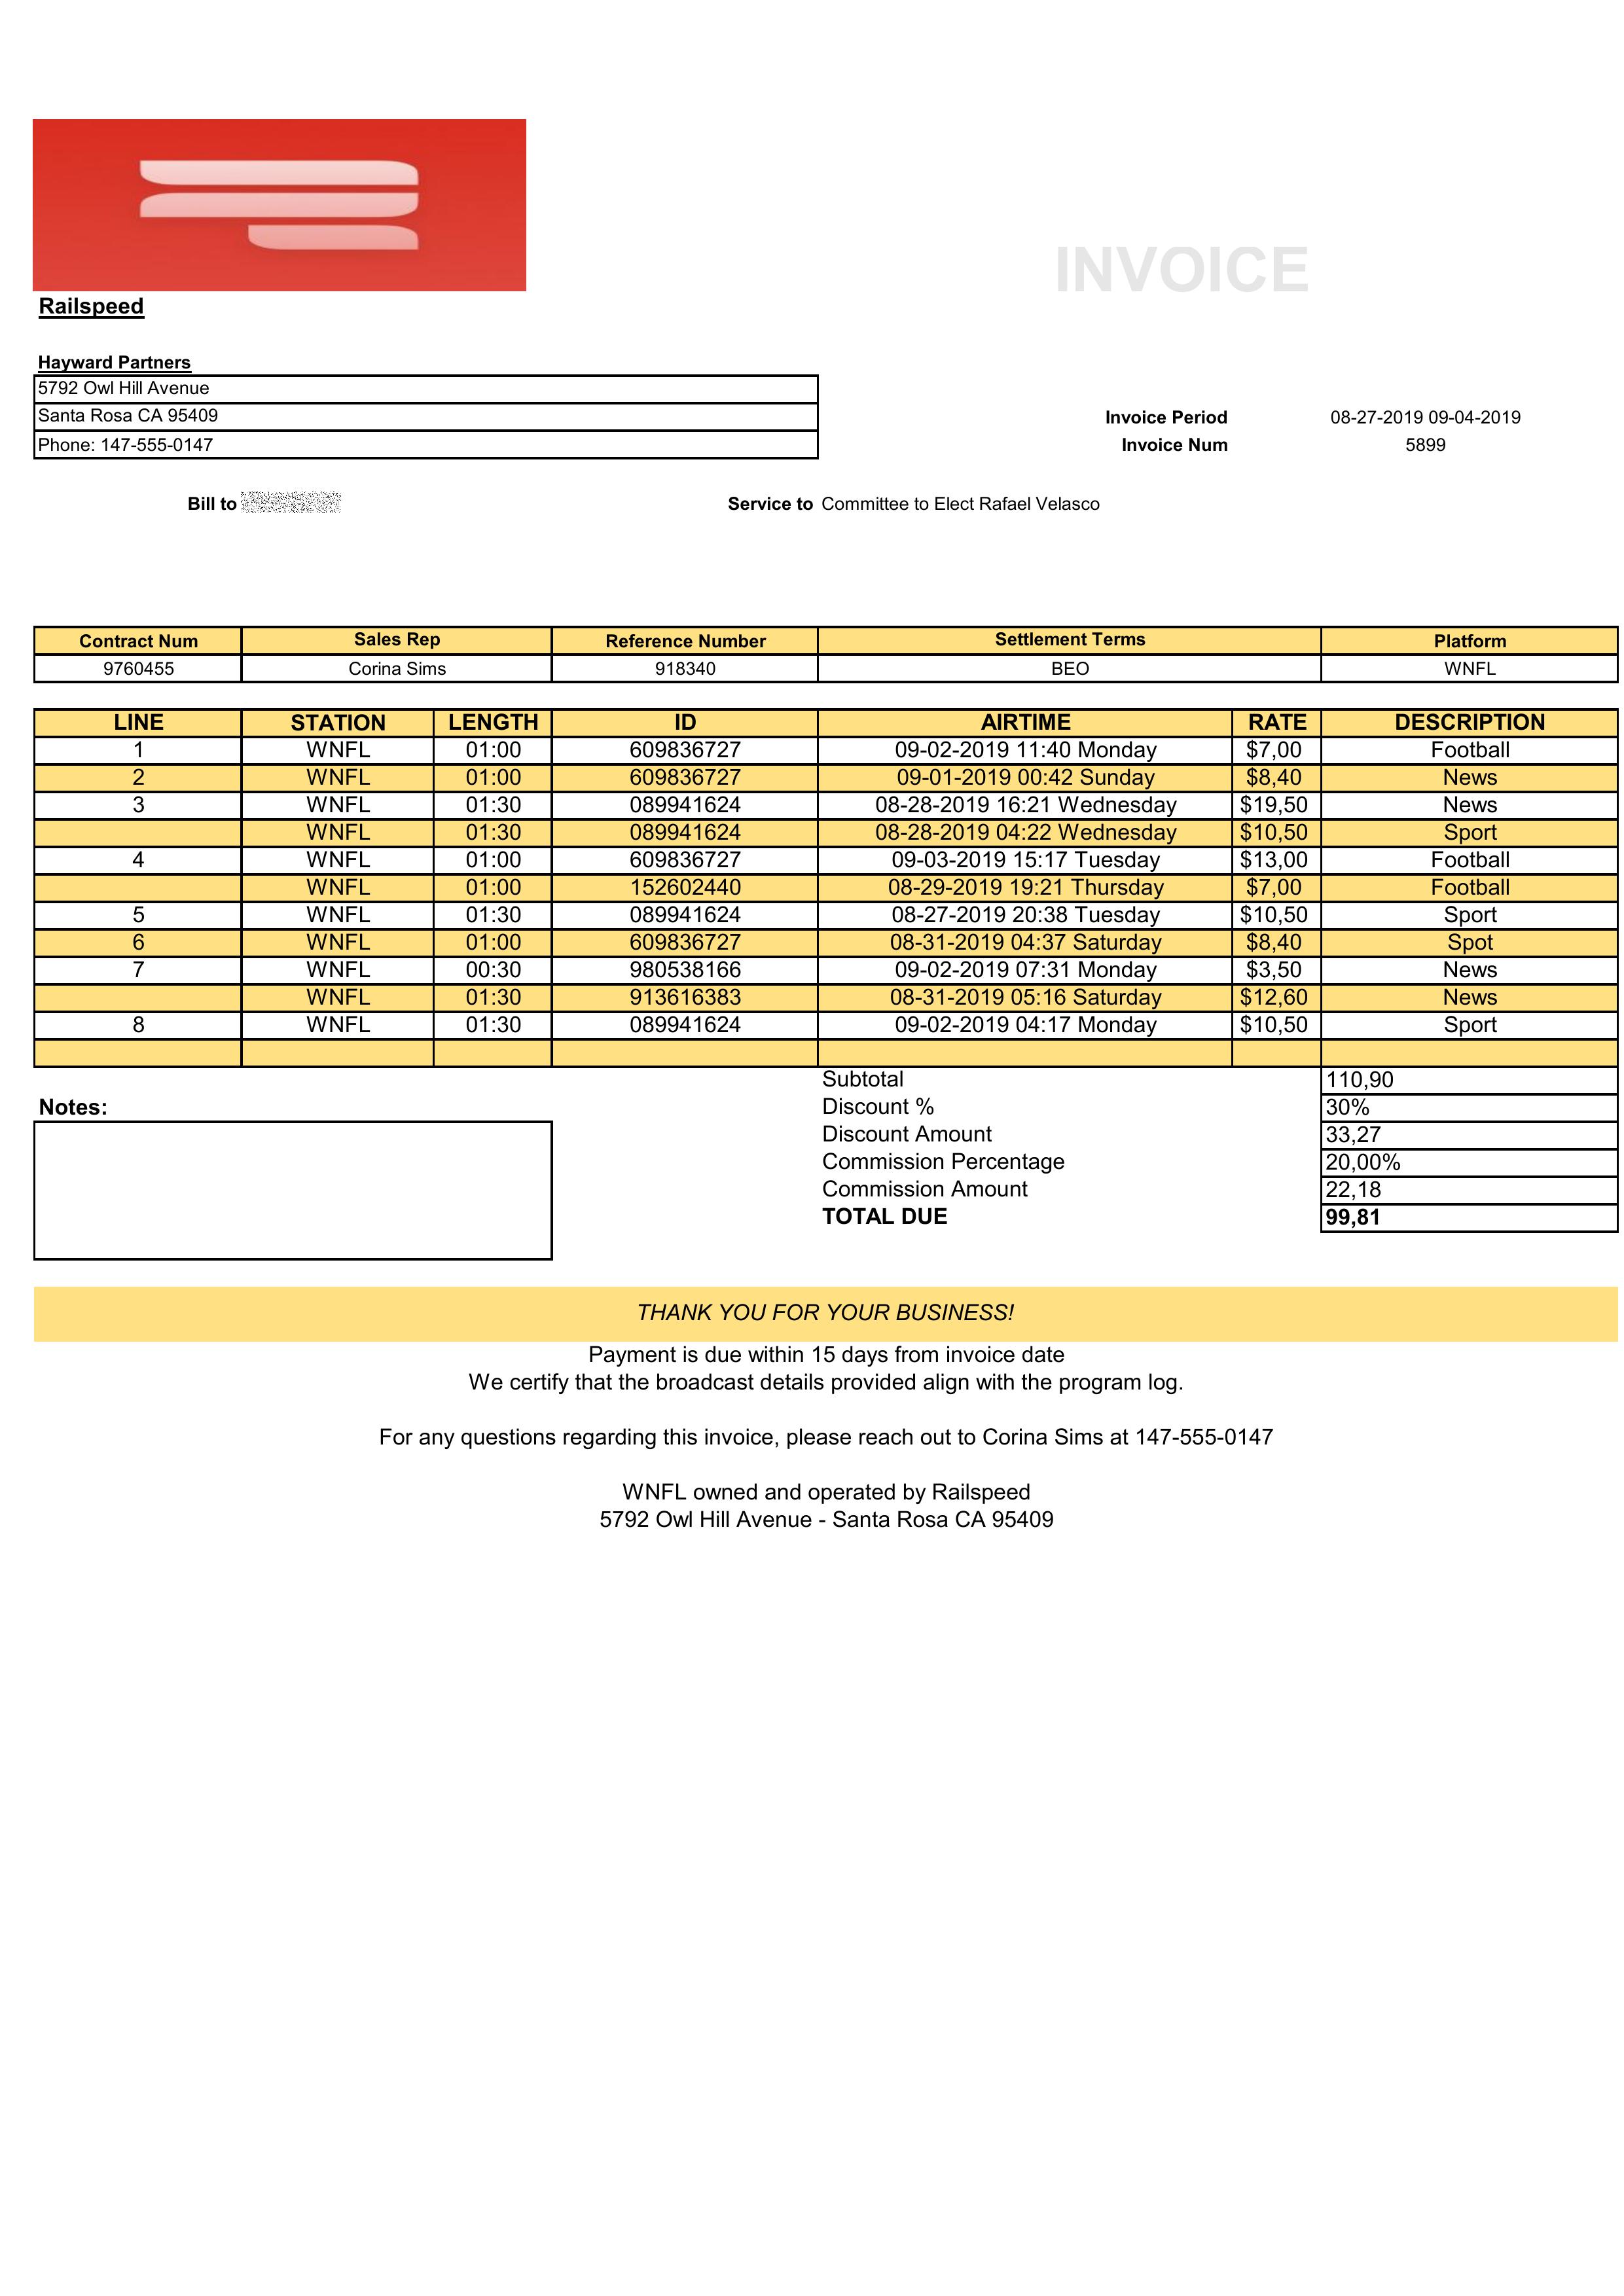 INVOICE
Railspeed
Hayward Partners
5792 Owl Hill Avenue
Santa Rosa CA 95409
Phone: 147-555-0147
Invoice Period 08-27-2019 09-04-2019
Invoice Num 5899
Bill to
Service to Committee to Elect Rafael Velasco
Contract Num Sales Rep Reference Number Settlement Terms Platform
9760455 Corina Sims 918340 BEO WNFL
LINE STATION LENGTH ID AIRTIME RATE DESCRIPTION
1 WNFL 01:00 609836727 09-02-2019 11:40 Monday $7,00 Football
2 WNFL 01:00 609836727 09-01-2019 00:42 Sunday $8,40 News
3 WNFL 01:30 089941624 08-28-2019 16:21 Wednesday $19,50 News
WNFL 01:30 089941624 08-28-2019 04:22 Wednesday $10,50 Sport
4 WNFL 01:00 609836727 09-03-2019 15:17 Tuesday $13,00 Football
WNFL 01:00 152602440 08-29-2019 19:21 Thursday $7,00 Football
5 WNFL 01:30 089941624 08-27-2019 20:38 Tuesday $10,50 Sport
6 WNFL 01:00 609836727 08-31-2019 04:37 Saturday $8,40 Spot
7 WNFL 00:30 980538166 09-02-2019 07:31 Monday $3,50 News
WNFL 01:30 913616383 08-31-2019 05:16 Saturday $12,60 News
8 WNFL 01:30 089941624 09-02-2019 04:17 Monday $10,50 Sport
Subtotal 110,90
Discount % 30%
Discount Amount 33,27
Commission Percentage 20,00%
Commission Amount 22,18
TOTAL DUE 99,81
Notes:
THANK YOU FOR YOUR BUSINESS!
Payment is due within 15 days from invoice date
We certify that the broadcast details provided align with the program log.
For any questions regarding this invoice, please reach out to Corina Sims at 147-555-0147
WNFL owned and operated by Railspeed
5792 Owl Hill Avenue - Santa Rosa CA 95409